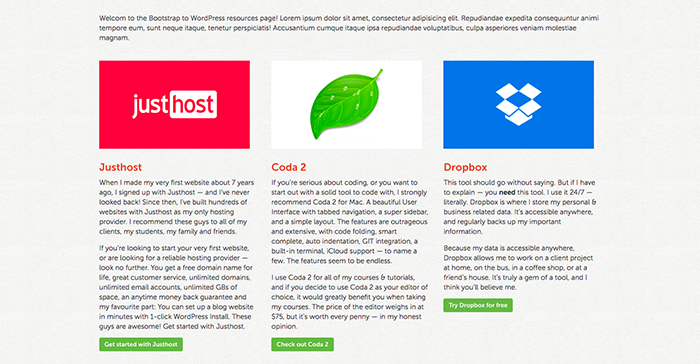 Welcom to the Bootstrap to WordPress resources page! Lorem ipsum dolor sit amet, consectetur adipisicing elit. Repudiandae expedita consequuntur animi
tempore eum, sunt neque itaque, tenetur perspiciatis! Accusantium cumque itaque ipsa repudiandae voluptatibus, culpa asperiores veniam molestiae
magnam.
justhost
Justhost
When I made my very first website about 7 years
ago, I signed up with Justhost — and I've never
looked back! Since then, I've built hundreds of
websites with Justhost as my only hosting
provider. I recommend these guys to all of my
clients, my students, my family and friends.
If you're looking to start your very first website,
or are looking for a reliable hosting provider —
look no further. You get a free domain name for
life, great customer service, unlimited domains,
unlimited email accounts, unlimited GBs of
space, an anytime money back guarantee and
my favourite part: You can set up a blog website
in minutes with 1-click WordPress Install. These
guys are awesome! Get started with Justhost.
Get started with Justhost
Coda 2
If you're serious about coding, or you want to
start out with a solid tool to code with, I strongly
recommend Coda 2 for Mac. A beautiful User
Interface with tabbed navigation, a super sidebar,
and a simple layout. The features are outrageous
and extensive, with code folding, smart
complete, auto indentation, GIT integration, a
built-in terminal, iCloud support — to name a
few. The features seem to be endless.
I use Coda 2 for all of my courses & tutorials,
and if you decide to use Coda 2 as your editor of
choice, it would greatly benefit you when taking
my courses. The price of the editor weighs in at
$75, but it's worth every penny — in my honest
opinion.
Check out Coda 2
Dropbox
This tool should go without saying. But if I have
to explain — you need this tool. I use it 24/7 —
literally. Dropbox is where I store my personal &
business related data. It's accessible anywhere,
and regularly backs up my important
information.
Because my data is accessible anywhere,
Dropbox allows me to work on a client project
at home, on the bus, in a coffee shop, or at a
friend's house. It's truly a gem of a tool, and I
think you'll believe me.
Try Dropbox for free